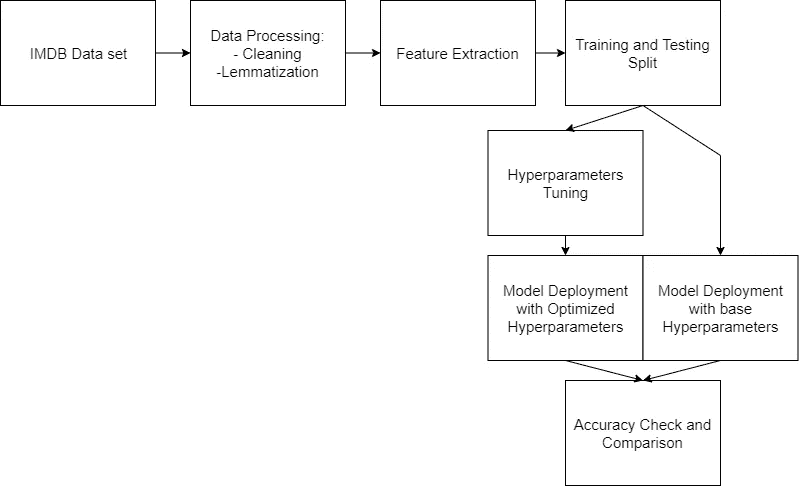 IMDB Data set
Data Processing:
- Cleaning
-Lemmatization
Feature Extraction
Training and Testing
Split
Hyperparameters
Tuning
Model Deployment
with Optimized
Hyperparameters
Model Deployment
with base
Hyperparameters
Accuracy Check and
Comparison